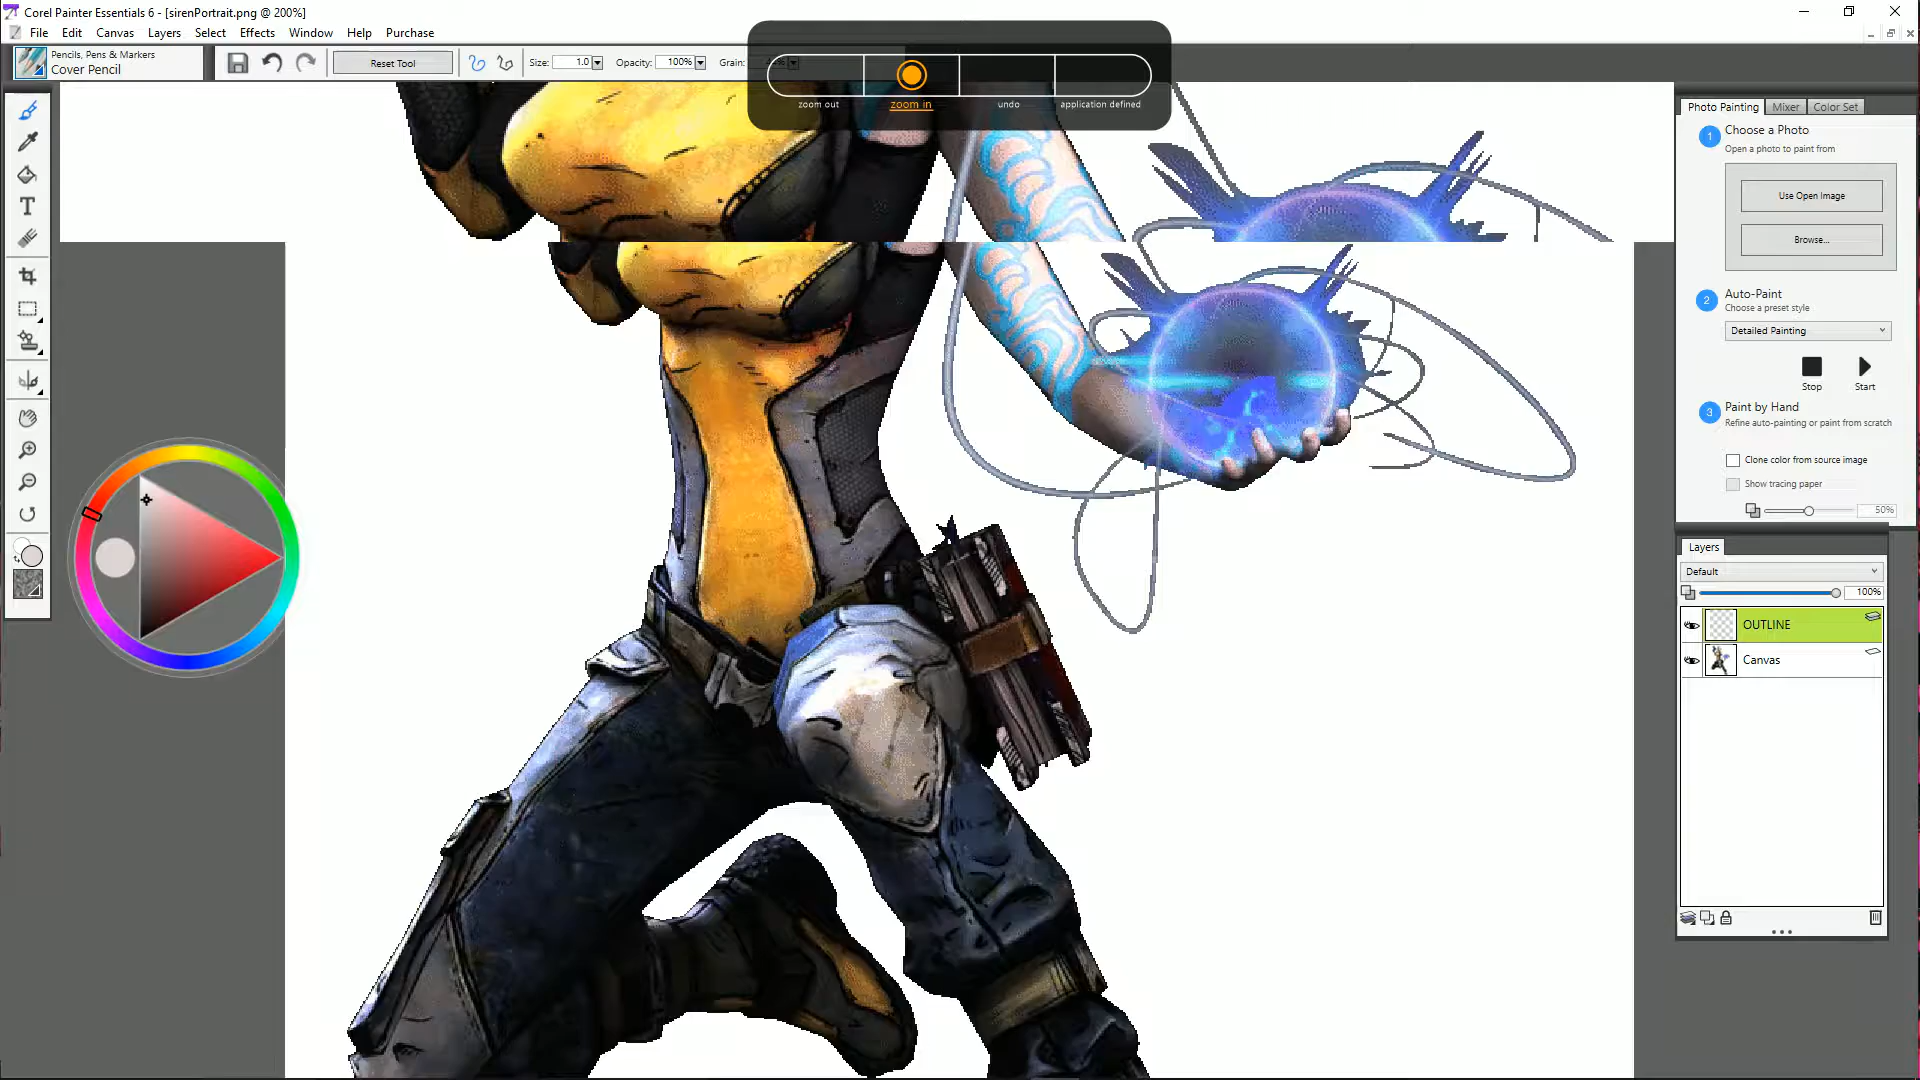 Corel Painter Essentials 6 - [sirenPortrait.png @ 200%]
File Edit Canvas Layers Select Effects Window Help Purchase
Pencils, Pens & Markers
Cover Pencil
Reset Tool
Size: 1.0
Opacity: 100%
Grain:
zoom out
zoom in
undo
application defined
Photo Painting
Mixer
Color Set
1
Choose a Photo
Open a photo to paint from
Use Open Image
Browse...
2
Auto-Paint
Choose a preset style
Detailed Painting
Stop
Start
3
Paint by Hand
Refine auto-painting or paint from scratch
Clone color from source image
Show tracing paper
50%
Layers
Default
100%
OUTLINE
Canvas